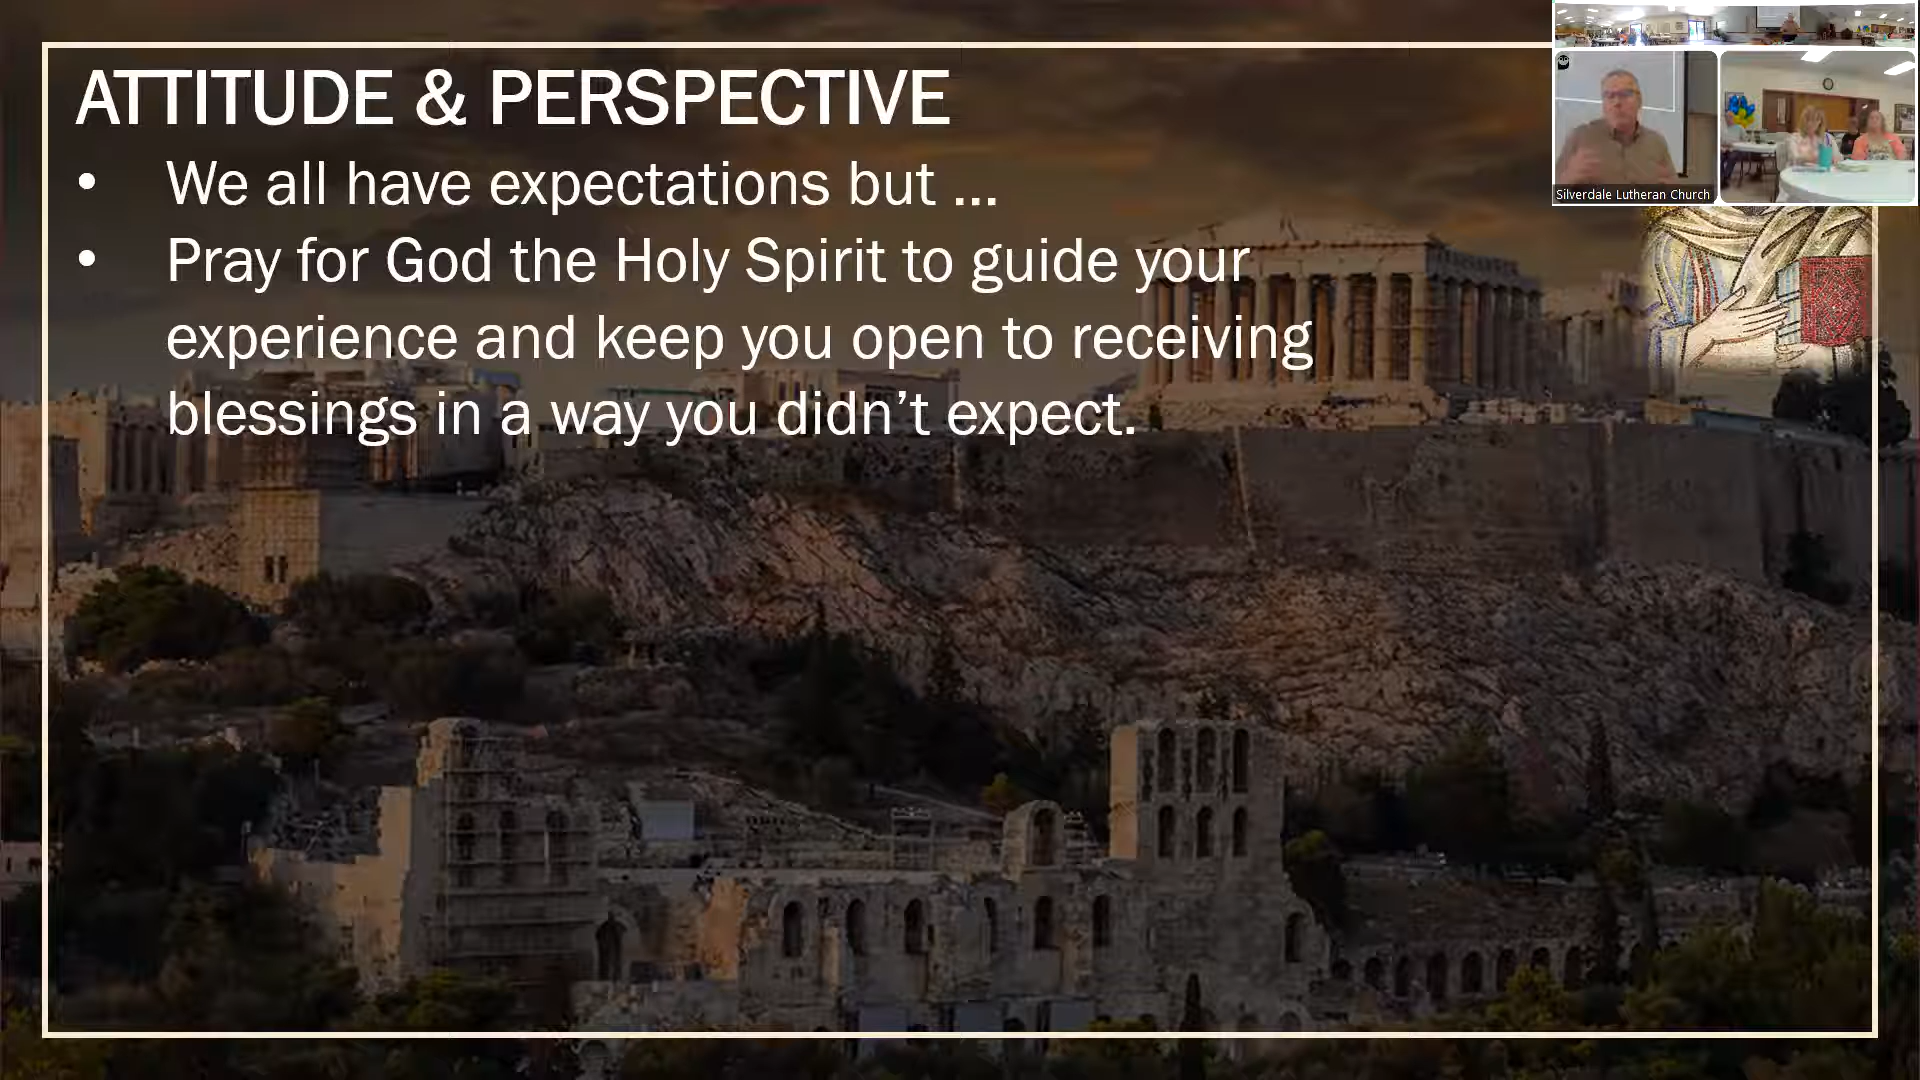 ATTITUDE & PERSPECTIVE
• We all have expectations but ...
• Pray for God the Holy Spirit to guide your
experience and keep you open to receiving
blessings in a way you didn’t expect.
Silverdale Lutheran Church